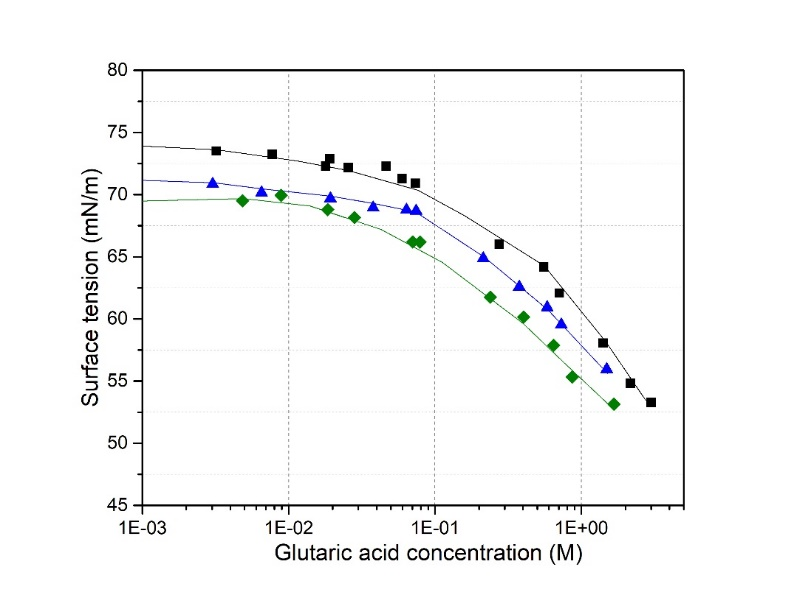 80
75
70
65
60
55
50
45
Surface tension (mN/m)
1E-03 1E-02 1E-01 1E+00
Glutaric acid concentration (M)